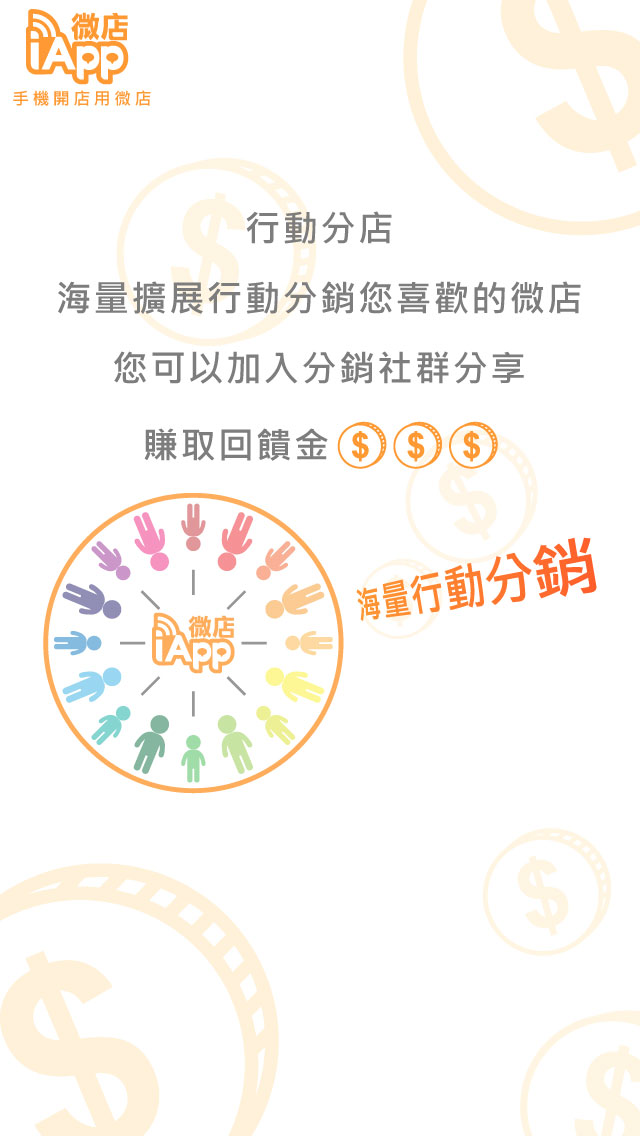 微店
iApp
手機開店用微店
行動分店
海量擴展行動分銷您喜歡的微店
您可以加入分銷社群分享
賺取回饋金 $ $ $
海量行動分銷
微店
iApp